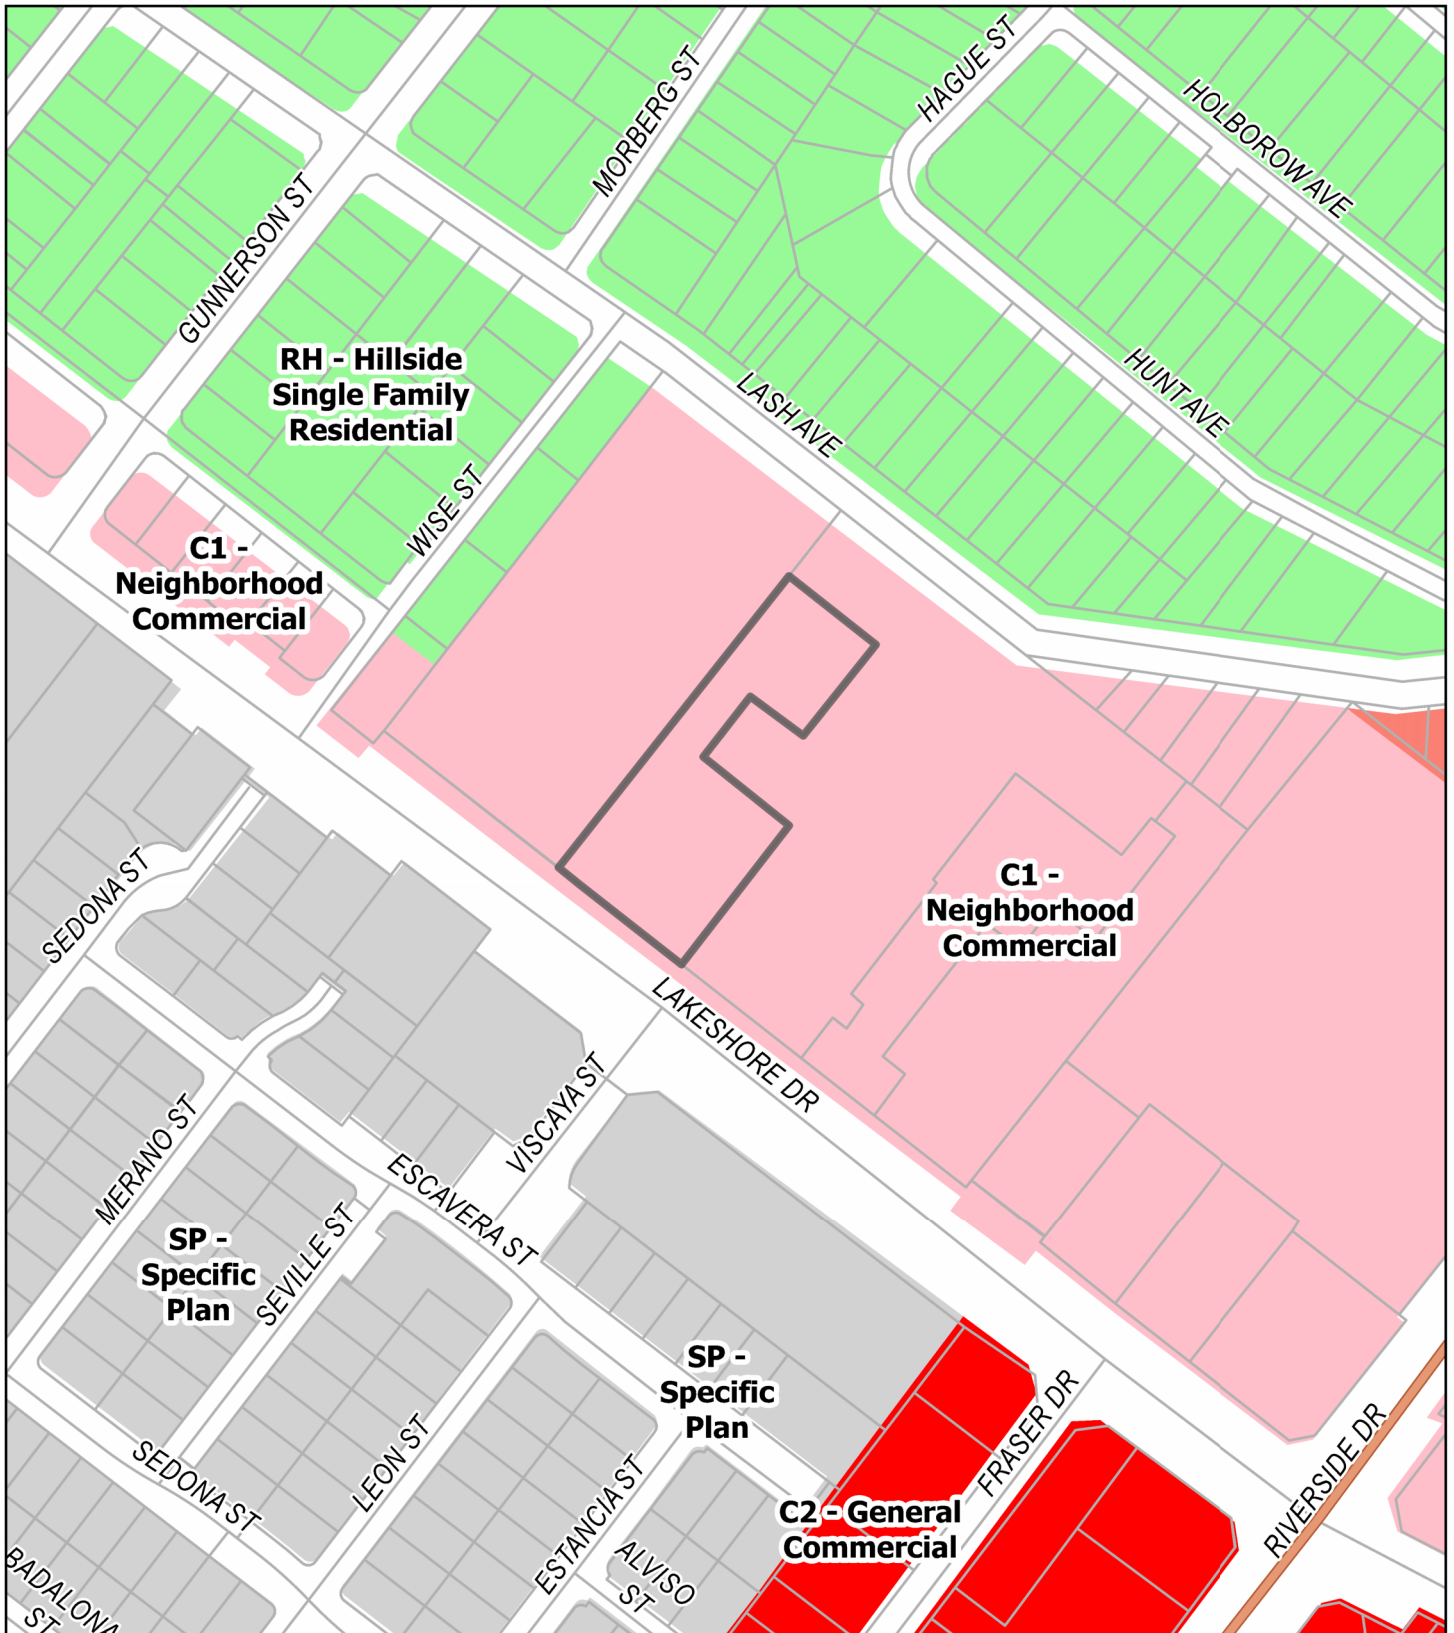 HAGUE ST
MORBERG ST
HOLBOROW AVE
GUNNERSON ST
RH - Hillside
Single Family
Residential
LASH AVE
HUNT AVE
WISE ST
C1 -
Neighborhood
Commercial
SEDONA ST
C1 -
Neighborhood
Commercial
LAKESHORE DR
VISCAYA ST
MERANO ST
ESCAVERA ST
SEVILLE ST
SP -
Specific
Plan
SP -
Specific
Plan
FRASER DR
RIVERSIDE DR
LEON ST
SEDONA ST
ESTANCIA ST
C2 - General
Commercial
ALVISO
ST
BADALONA
ST